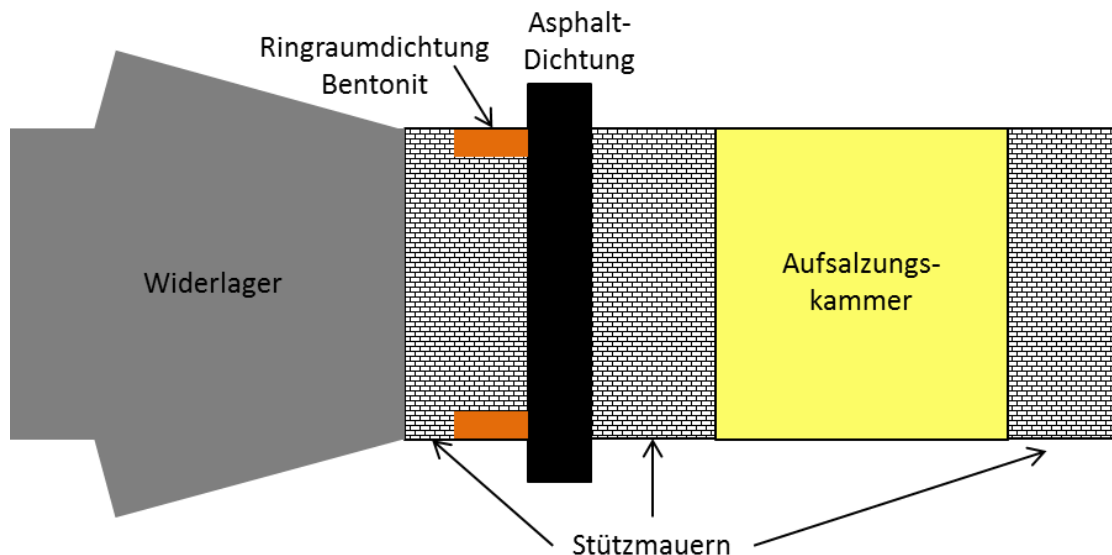 Ringraumdichtung
Bentonit
Asphalt-
Dichtung
Widerlager
Aufsalzungs-
kammer
Stützmauern